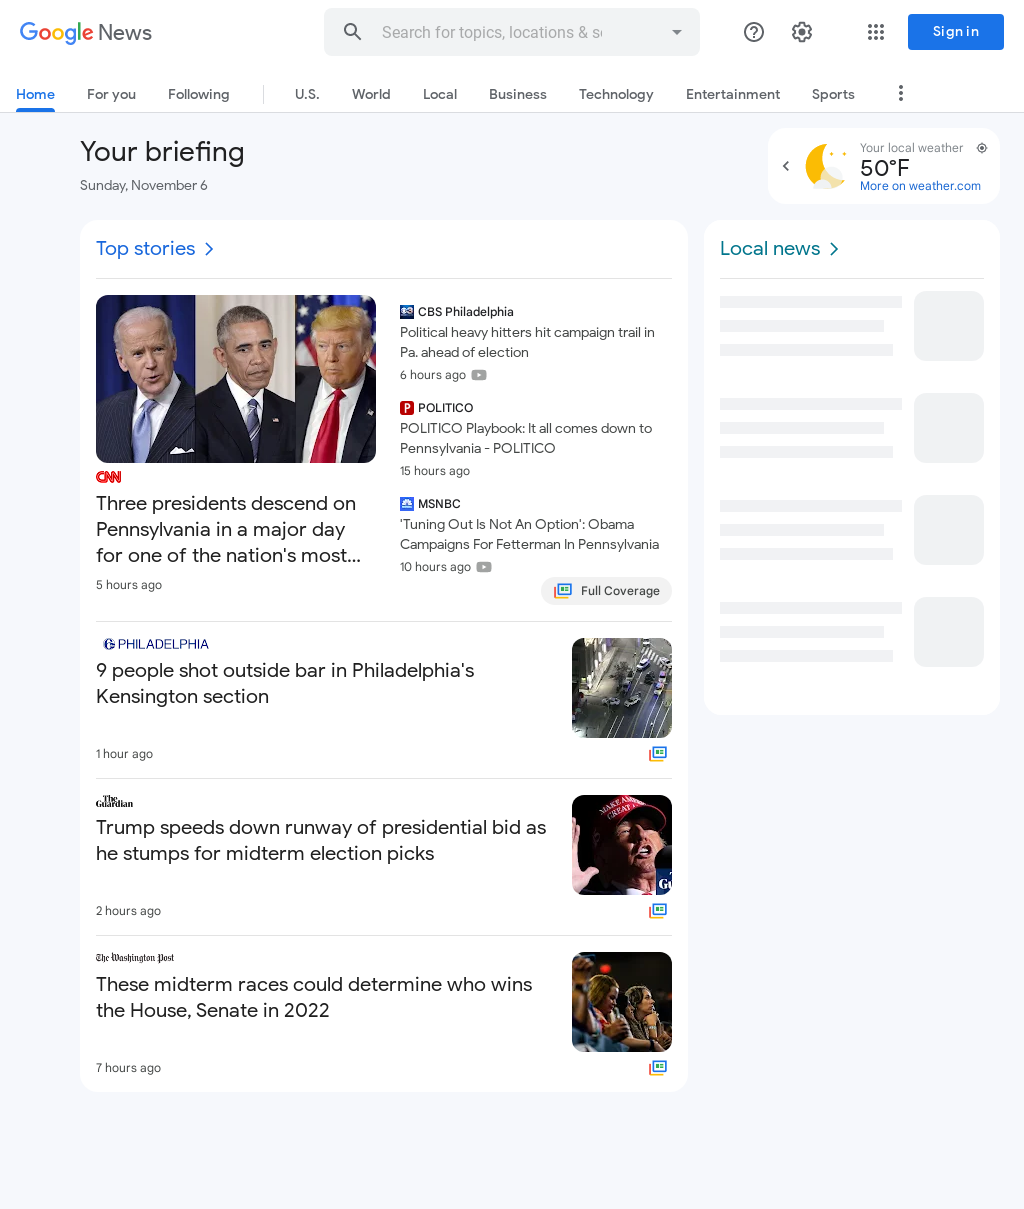 Google News
Search for topics, locations & so
Sign in
Home For you Following U.S. World Local Business Technology Entertainment Sports
Your briefing
Sunday, November 6
Your local weather
50°F
More on weather.com
Top stories
CNN
Three presidents descend on
Pennsylvania in a major day
for one of the nation's most...
5 hours ago
CBS Philadelphia
Political heavy hitters hit campaign trail in
Pa. ahead of election
6 hours ago
P POLITICO
POLITICO Playbook: It all comes down to
Pennsylvania - POLITICO
15 hours ago
MSNBC
'Tuning Out Is Not An Option': Obama
Campaigns For Fetterman In Pennsylvania
10 hours ago
Full Coverage
6 PHILADELPHIA
9 people shot outside bar in Philadelphia's
Kensington section
1 hour ago
The
Guardian
Trump speeds down runway of presidential bid as
he stumps for midterm election picks
2 hours ago
MAKE AMERICA
GREAT
The Washington Post
These midterm races could determine who wins
the House, Senate in 2022
7 hours ago
Local news